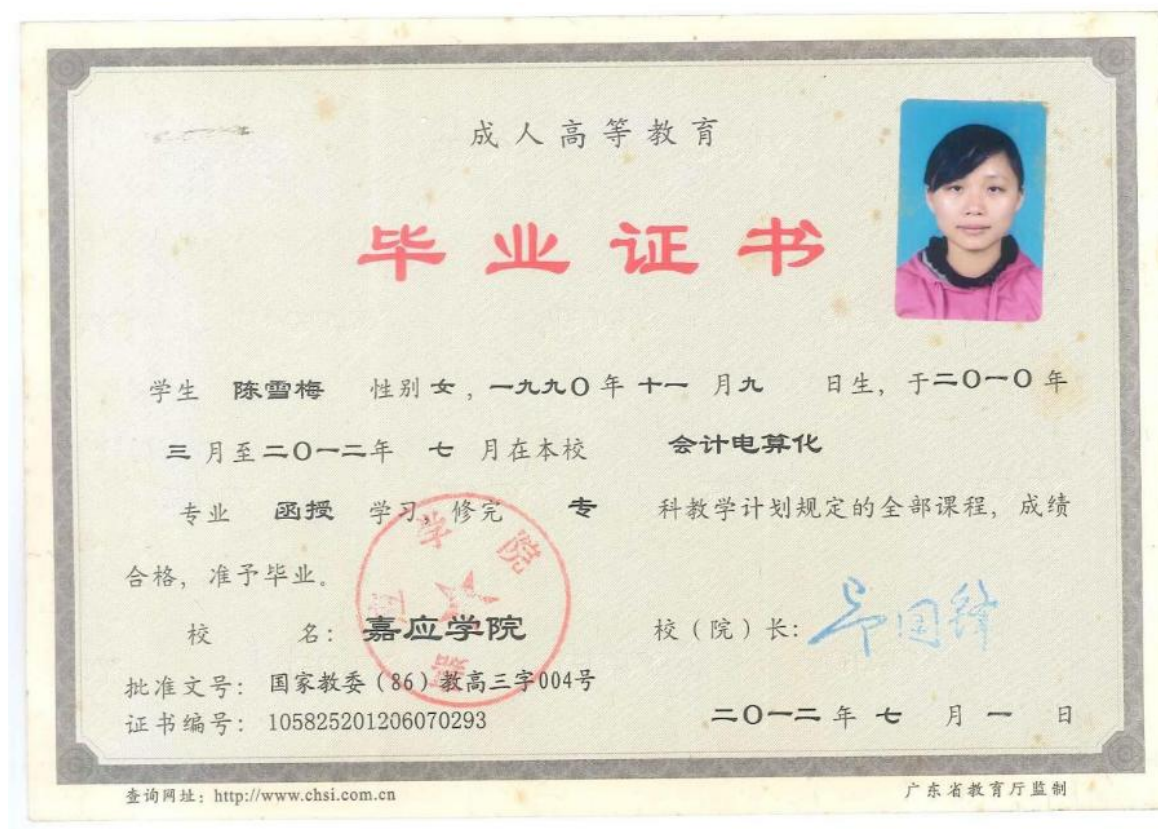 成人高等教育
毕业证书
学生 陈雪梅 性别 女，一九九〇年 十一 月九 日生，于二〇一〇年
三 月至二〇一二年 七 月在本校 会计电算化
专业 函授 学习，修完 专 科教学计划规定的全部课程，成绩
合格，准予毕业。
校 名：嘉应学院 校（院）长：
批准文号：国家教委（86）教高三字004号
证书编号：105825201206070293 二〇一二 年 七 月 一 日
查询网址：http://www.chsi.com.cn 广东省教育厅监制